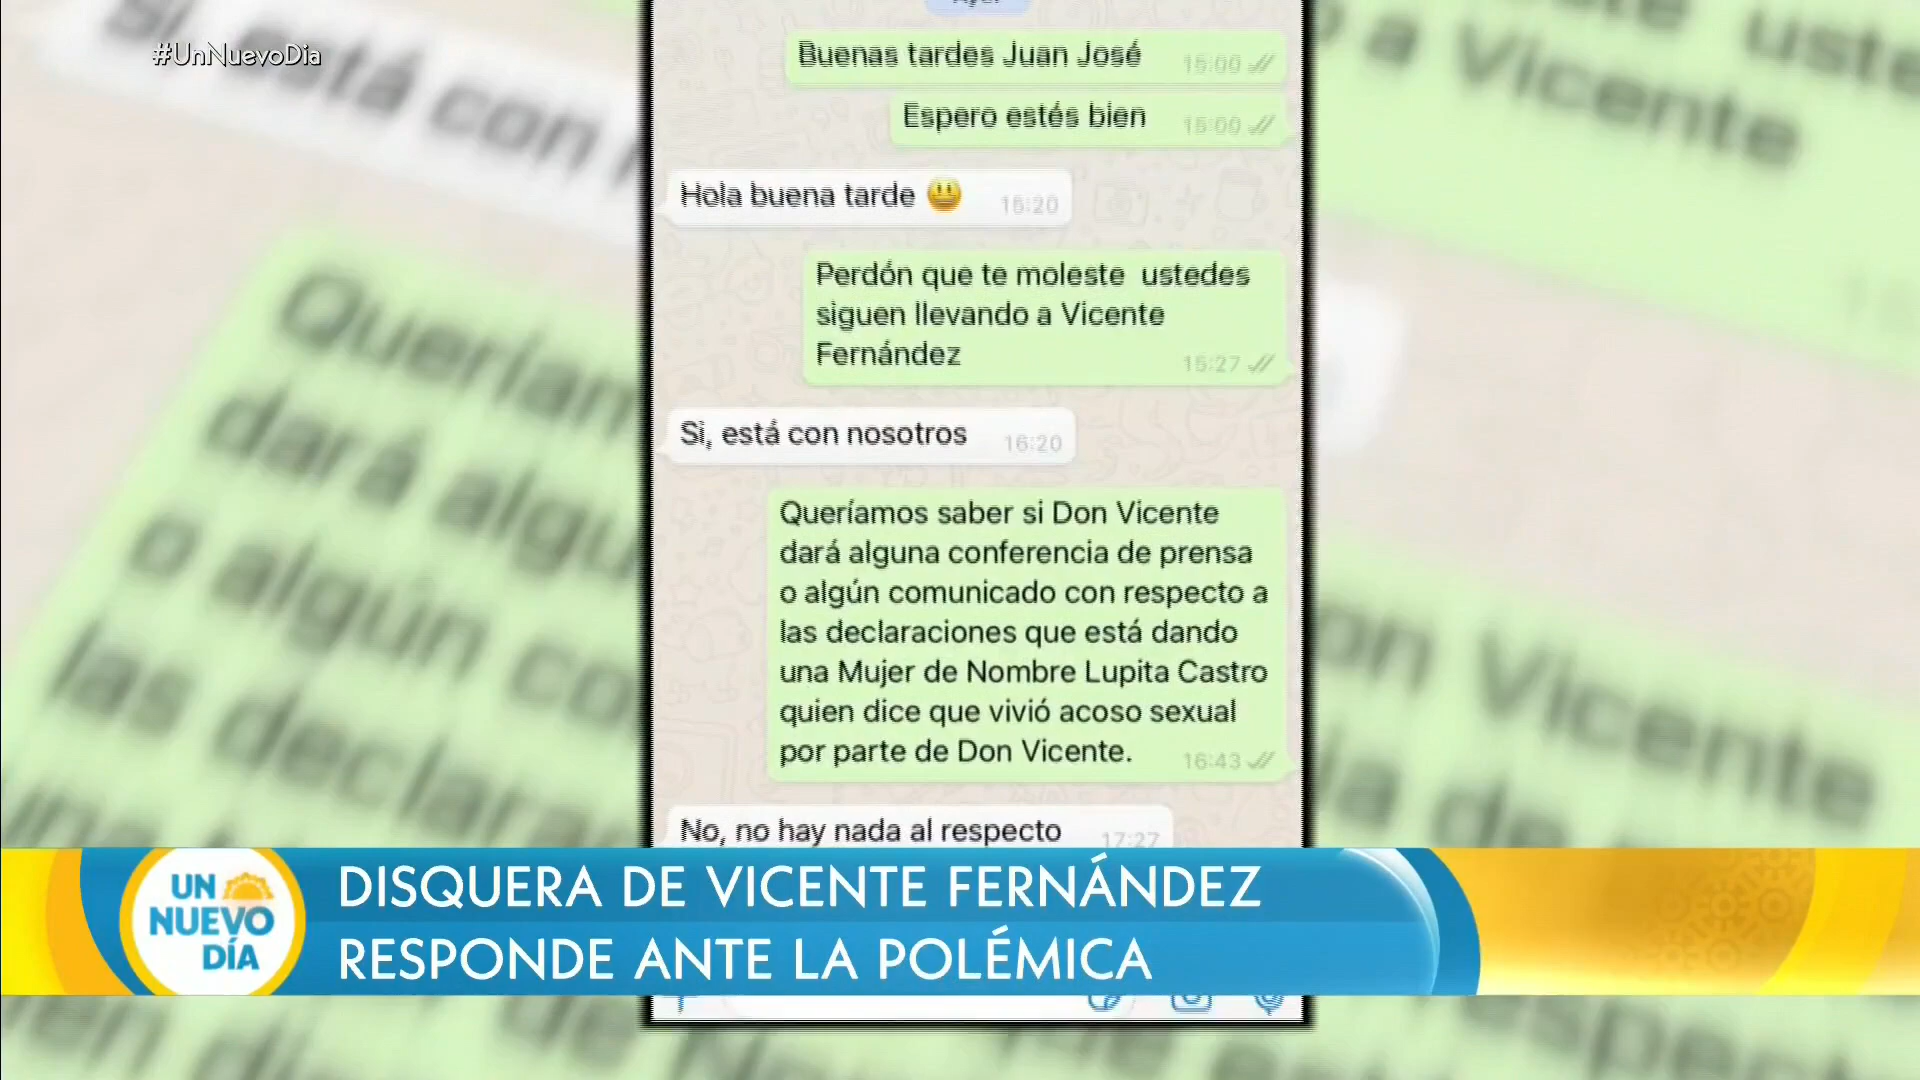 #UnNuevoDia
Buenas tardes Juan José
15:00
Espero estés bien
15:00
Hola buena tarde 😃
15:20
Perdón que te moleste ustedes
siguen llevando a Vicente
Fernández
15:27
Si, está con nosotros
16:20
Queríamos saber si Don Vicente
dará alguna conferencia de prensa
o algún comunicado con respecto a
las declaraciones que está dando
una Mujer de Nombre Lupita Castro
quien dice que vivió acoso sexual
por parte de Don Vicente.
16:43
No, no hay nada al respecto
17:27
UN
NUEVO
DÍA
DISQUERA DE VICENTE FERNÁNDEZ
RESPONDE ANTE LA POLÉMICA